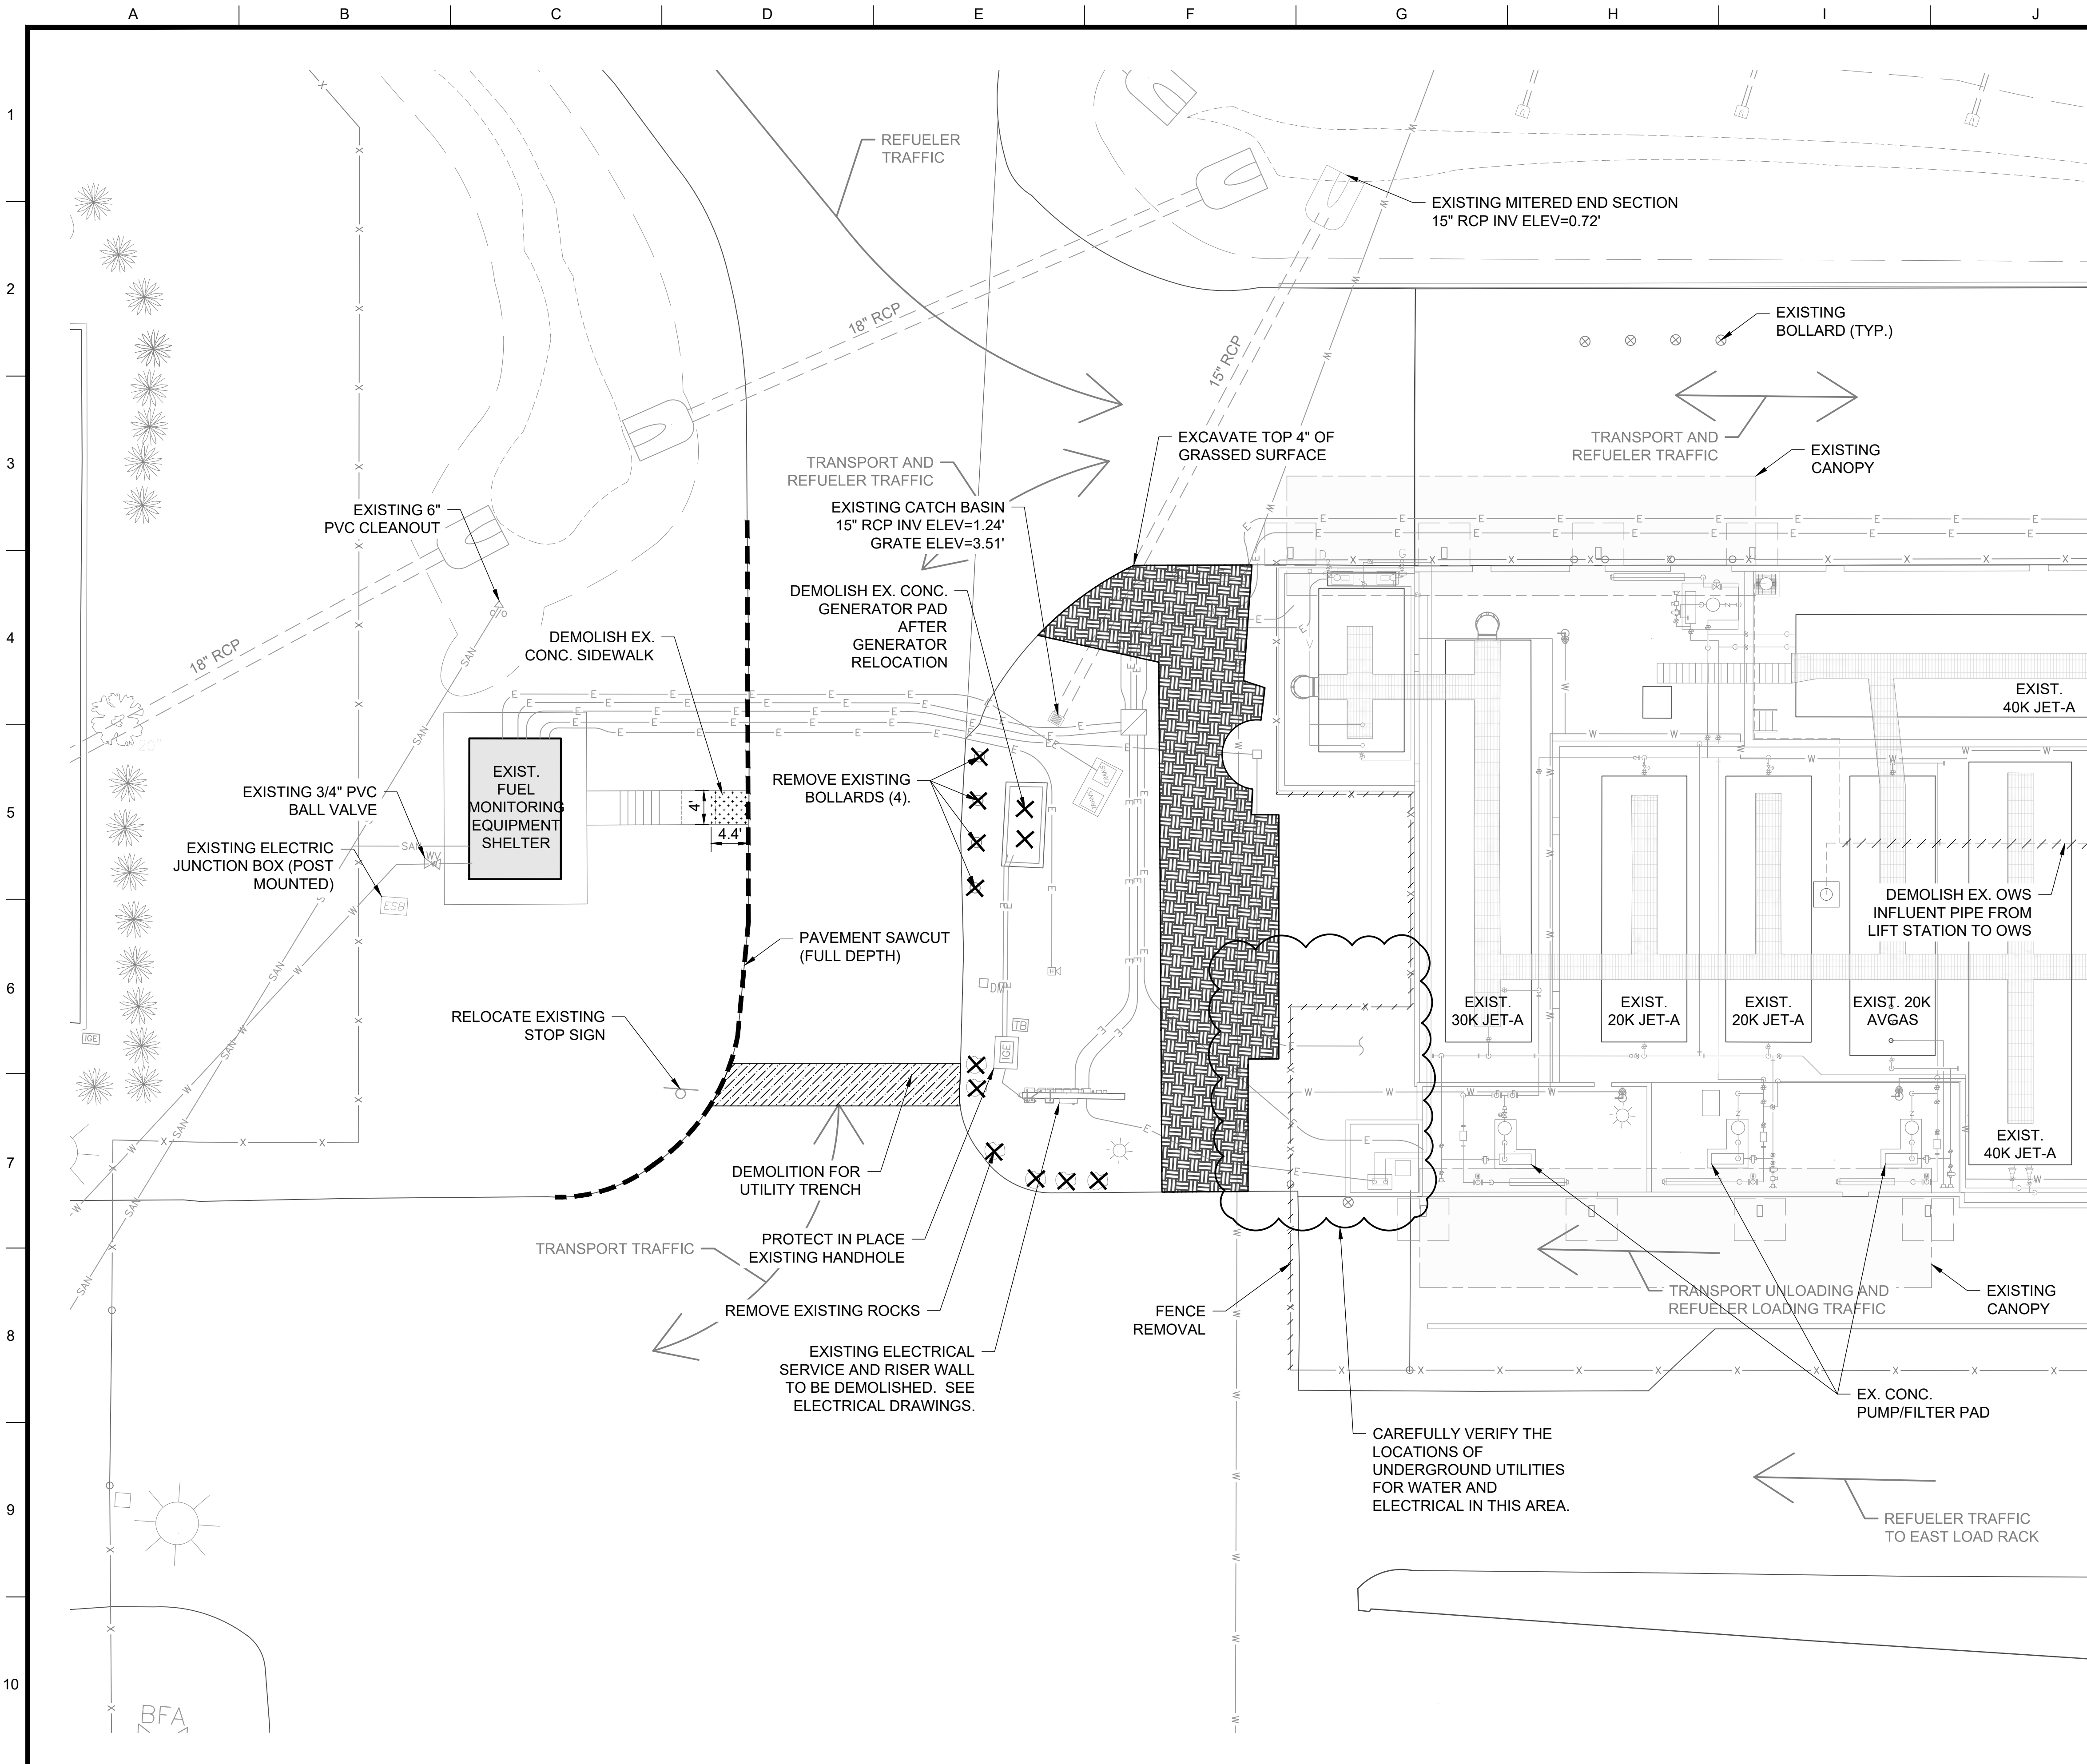 A B C D E F G H I J
1
2
3
4
5
6
7
8
9
10
REFUELER
TRAFFIC
EXISTING MITERED END SECTION
15" RCP INV ELEV=0.72'
18" RCP
15" RCP
EXISTING
BOLLARD (TYP.)
TRANSPORT AND
REFUELER TRAFFIC
EXISTING
CANOPY
EXCAVATE TOP 4" OF
GRASSED SURFACE
TRANSPORT AND
REFUELER TRAFFIC
EXISTING CATCH BASIN
15" RCP INV ELEV=1.24'
GRATE ELEV=3.51'
EXISTING 6"
PVC CLEANOUT
DEMOLISH EX. CONC.
GENERATOR PAD
AFTER
GENERATOR
RELOCATION
DEMOLISH EX.
CONC. SIDEWALK
18" RCP
20"
EXIST.
40K JET-A
EXIST.
FUEL
MONITORING
EQUIPMENT
SHELTER
REMOVE EXISTING
BOLLARDS (4).
EXISTING 3/4" PVC
BALL VALVE
4'
4.4'
EXISTING ELECTRIC
JUNCTION BOX (POST
MOUNTED)
WV
ESB
TRANS
TRANS
DEMOLISH EX. OWS
INFLUENT PIPE FROM
LIFT STATION TO OWS
PAVEMENT SAWCUT
(FULL DEPTH)
RELOCATE EXISTING
STOP SIGN
TB
IGE
IGE
EXIST.
30K JET-A
EXIST.
20K JET-A
EXIST.
20K JET-A
EXIST. 20K
AVGAS
EXIST.
40K JET-A
DEMOLITION FOR
UTILITY TRENCH
PROTECT IN PLACE
EXISTING HANDHOLE
TRANSPORT TRAFFIC
REMOVE EXISTING ROCKS
EXISTING ELECTRICAL
SERVICE AND RISER WALL
TO BE DEMOLISHED. SEE
ELECTRICAL DRAWINGS.
FENCE
REMOVAL
TRANSPORT UNLOADING AND
REFUELER LOADING TRAFFIC
EXISTING
CANOPY
EX. CONC.
PUMP/FILTER PAD
CAREFULLY VERIFY THE
LOCATIONS OF
UNDERGROUND UTILITIES
FOR WATER AND
ELECTRICAL IN THIS AREA.
REFUELER TRAFFIC
TO EAST LOAD RACK
BFA